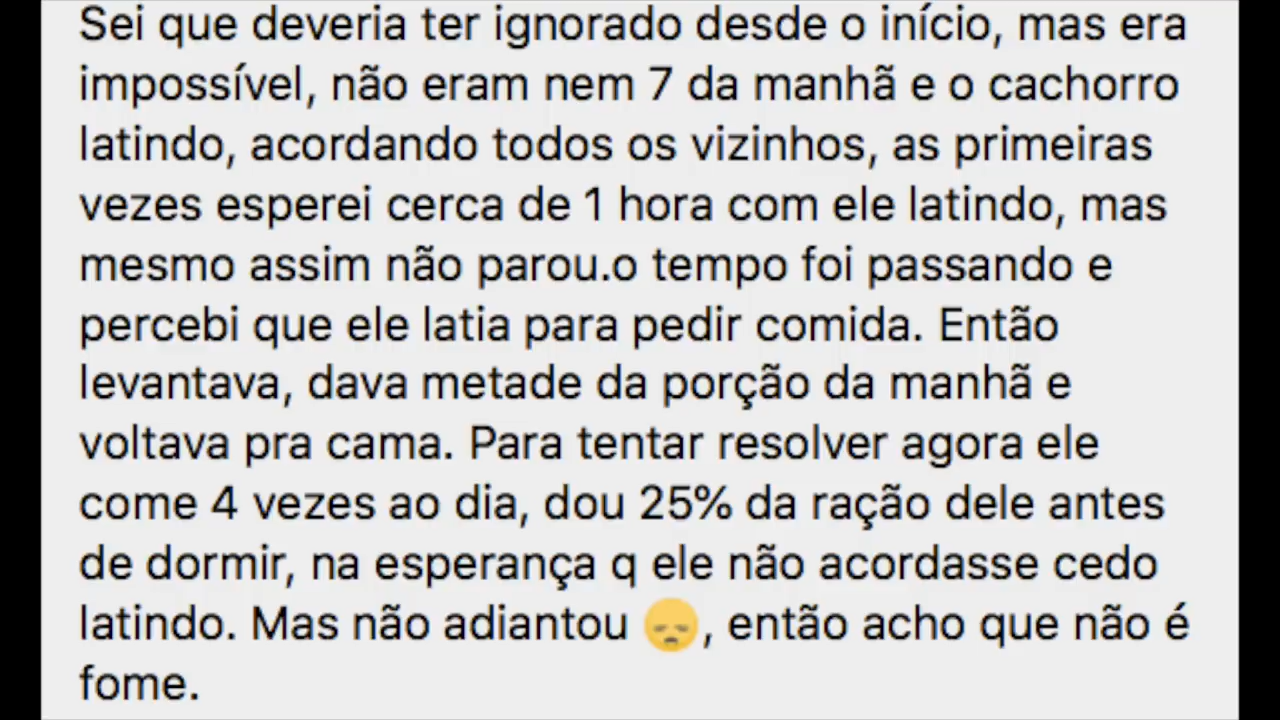 Sei que deveria ter ignorado desde o início, mas era
impossível, não eram nem 7 da manhã e o cachorro
latindo, acordando todos os vizinhos, as primeiras
vezes esperei cerca de 1 hora com ele latindo, mas
mesmo assim não parou.o tempo foi passando e
percebi que ele latia para pedir comida. Então
levantava, dava metade da porção da manhã e
voltava pra cama. Para tentar resolver agora ele
come 4 vezes ao dia, dou 25% da ração dele antes
de dormir, na esperança q ele não acordasse cedo
latindo. Mas não adiantou 😞, então acho que não é
fome.